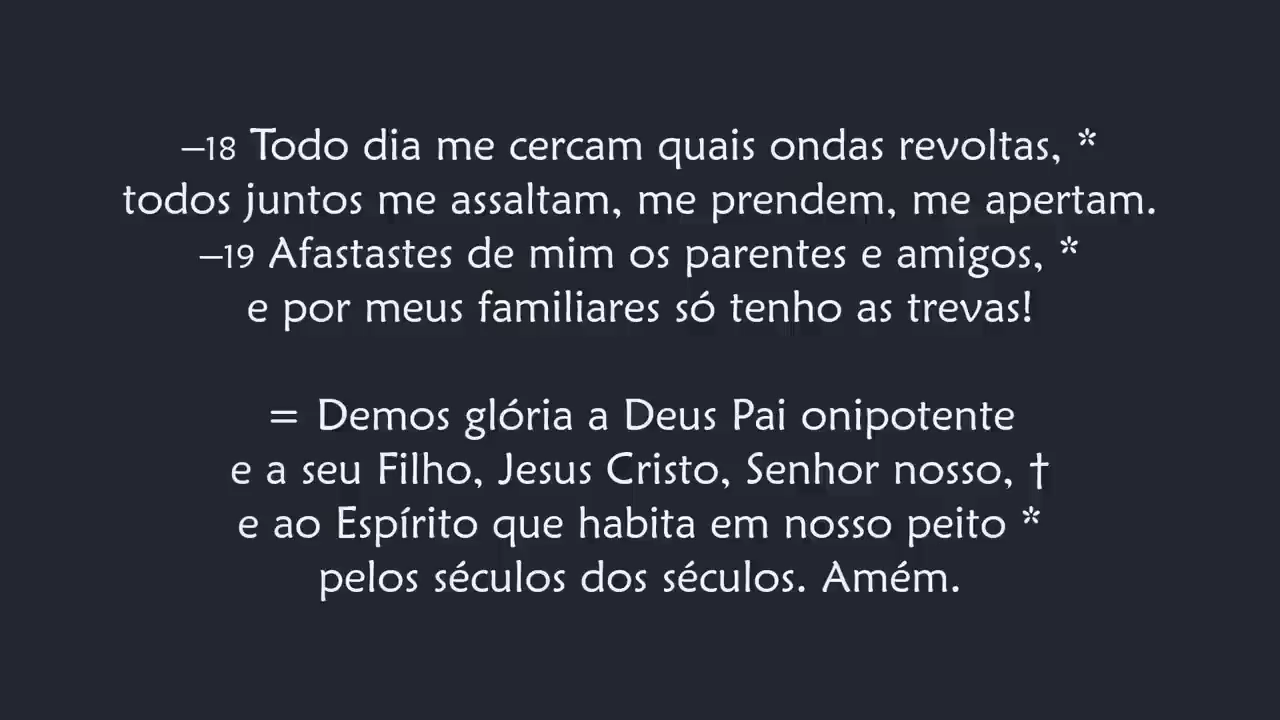 –18 Todo dia me cercam quais ondas revoltas, *
todos juntos me assaltam, me prendem, me apertam.
–19 Afastastes de mim os parentes e amigos, *
e por meus familiares só tenho as trevas!
= Demos glória a Deus Pai onipotente
e a seu Filho, Jesus Cristo, Senhor nosso, †
e ao Espírito que habita em nosso peito *
pelos séculos dos séculos. Amém.